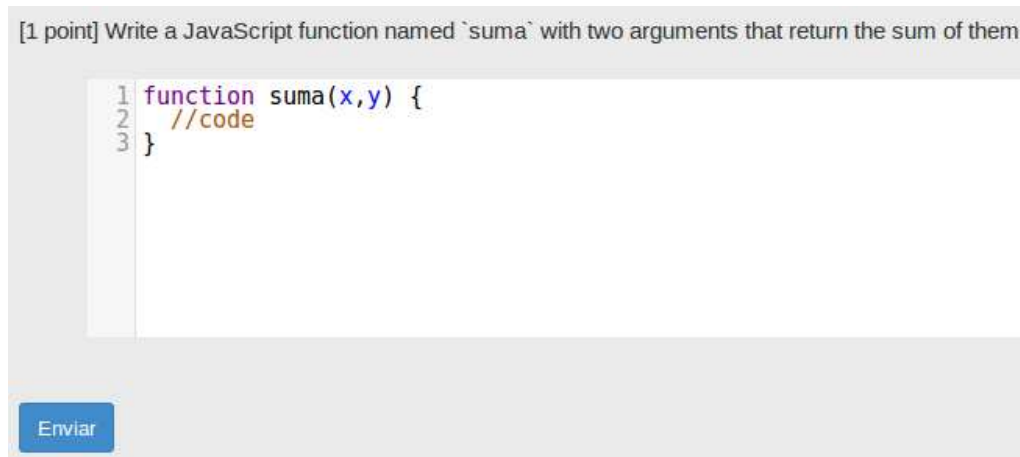 [1 point] Write a JavaScript function named `suma` with two arguments that return the sum of them
1 function suma(x,y) {
2 //code
3 }
Enviar